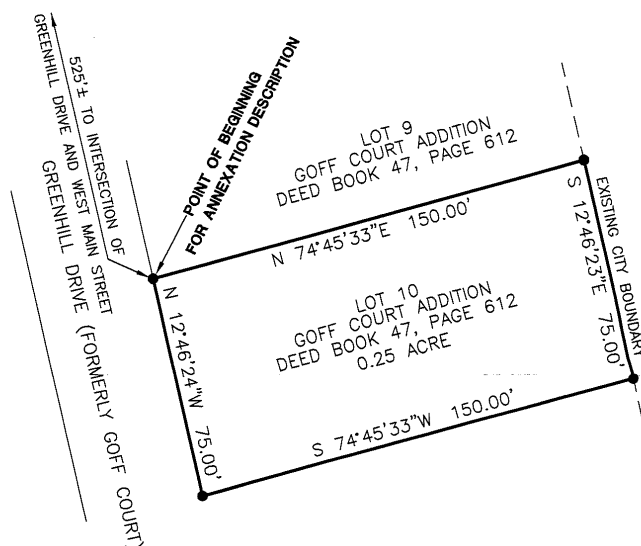 525'± TO INTERSECTION OF
GREENHILL DRIVE AND WEST MAIN STREET
GREENHILL DRIVE (FORMERLY GOFF COURT)
POINT OF BEGINNING
FOR ANNEXATION DESCRIPTION
LOT 9
GOFF COURT ADDITION
DEED BOOK 47, PAGE 612
N 74°45'33"E 150.00'
EXISTING CITY BOUNDARY
S 12°46'23"E 75.00'
LOT 10
GOFF COURT ADDITION
DEED BOOK 47, PAGE 612
0.25 ACRE
N 12°46'24"W 75.00'
S 74°45'33"W 150.00'